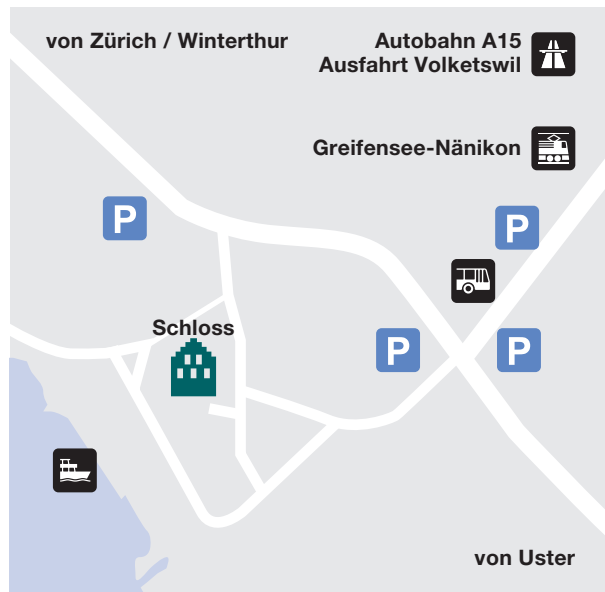 von Zürich / Winterthur
Autobahn A15
Ausfahrt Volketswil
Greifensee-Nänikon
P
P
Schloss
P
P
von Uster